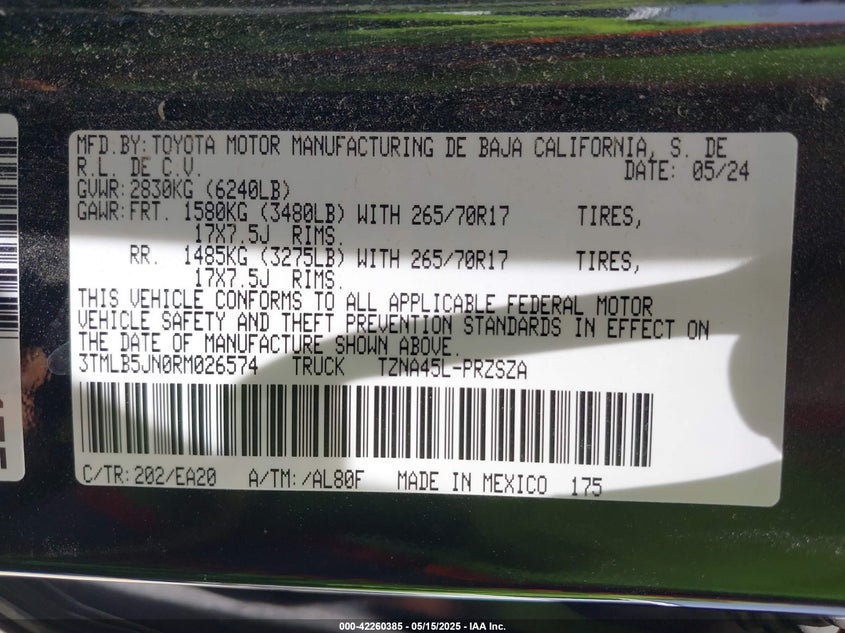 MFD.BY: TOYOTA MOTOR MANUFACTURING DE BAJA CALIFORNIA, S. DE
R.L. DE C.V. DATE: 05/24
GVWR: 2830KG (6240LB)
GAWR: FRT. 1580KG (3480LB) WITH 265/70R17 TIRES,
17X7.5J RIMS.
RR. 1485KG (3275LB) WITH 265/70R17 TIRES,
17X7.5J RIMS.
THIS VEHICLE CONFORMS TO ALL APPLICABLE FEDERAL MOTOR
VEHICLE SAFETY AND THEFT PREVENTION STANDARDS IN EFFECT ON
THE DATE OF MANUFACTURE SHOWN ABOVE.
3TMLB5JN0RM026574 TRUCK TZNA45L-PRZSZA
C/TR: 202/EA20 A/TM: /AL80F MADE IN MEXICO 175
000-42260385 - 05/15/2025 - IAA Inc.